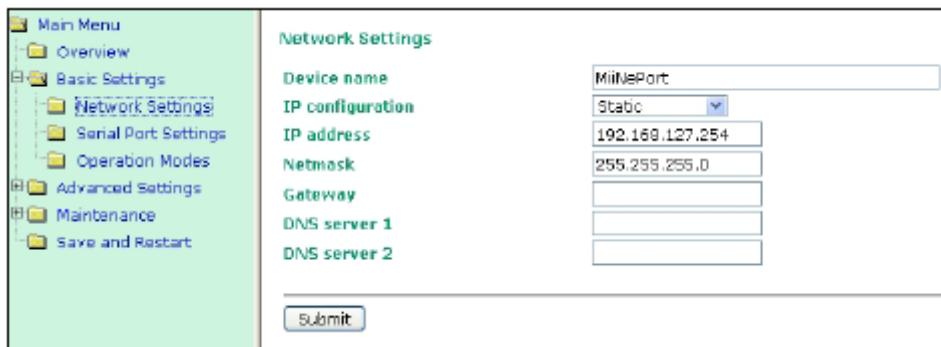 Main Menu
Overview
Basic Settings
Network Settings
Serial Port Settings
Operation Modes
Advanced Settings
Maintenance
Save and Restart
Network Settings
Device name MiiNePort
IP configuration Static
IP address 192.168.127.254
Netmask 255.255.255.0
Gateway
DNS server 1
DNS server 2
Submit